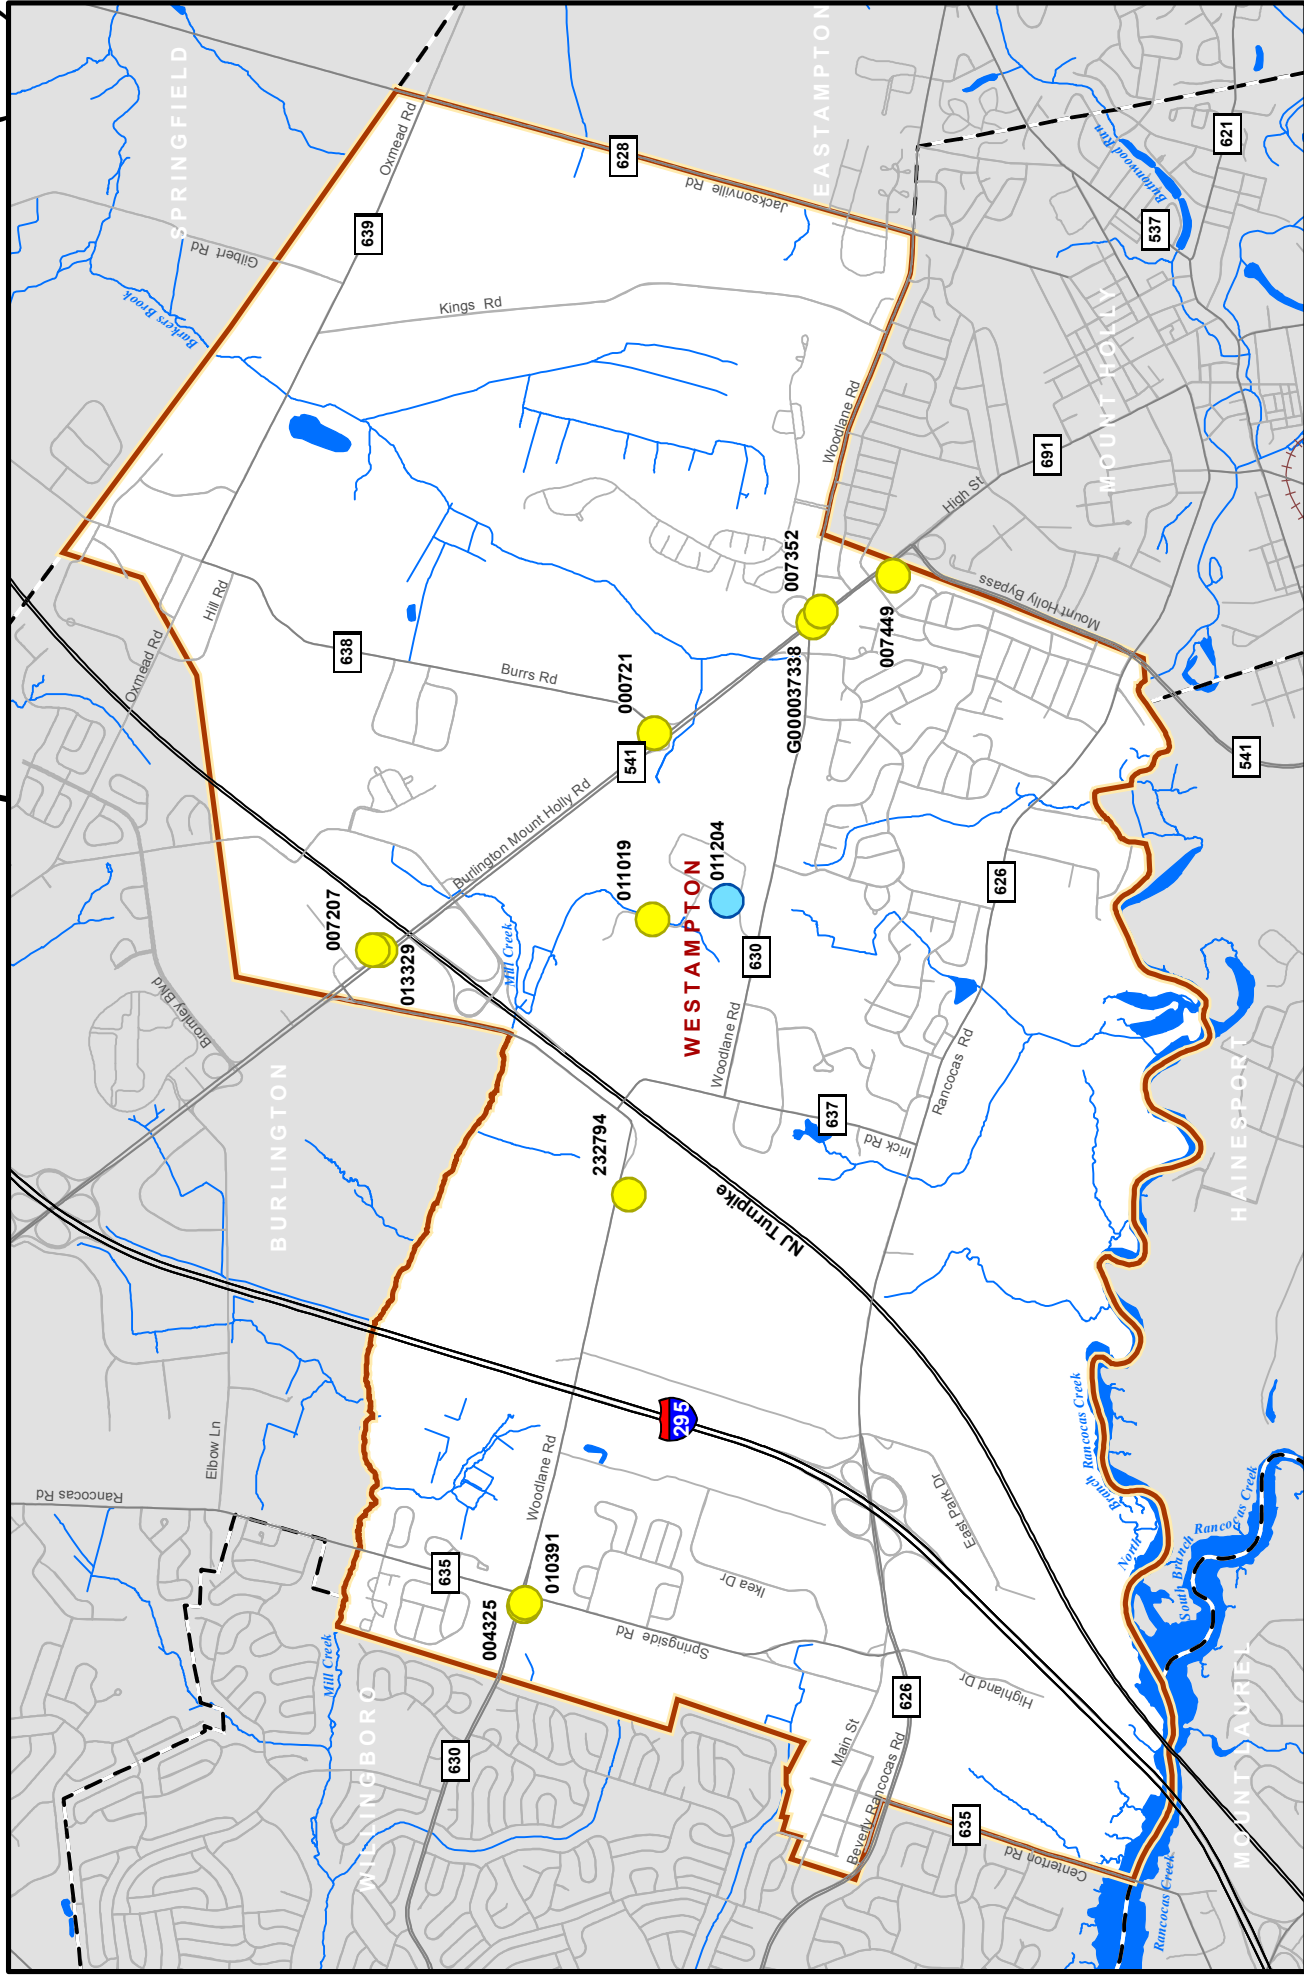 SPRINGFIELD
EASTAMPTON
Oxmead Rd
639
628
Jacksonville Rd
Gilbert Rd
Barkers Brook
Kings Rd
Buttonwood Run
621
537
MOUNT HOLLY
Woodlane Rd
691
High St
Mount Holly Bypass
Hill Rd
Oxmead Rd
638
Burrs Rd
007352
007449
G000037338
000721
541
541
Burlington Mount Holly Rd
011019
011204
WESTAMPTON
630
626
007207
013329
Mill Creek
Bromley Blvd
BURLINGTON
Woodlane Rd
637
Irick Rd
Rancocas Rd
HAINESPORT
232794
NJ Turnpike
295
Elbow Ln
Rancocas Rd
Woodlane Rd
635
010391
004325
Ikea Dr
East Park Dr
Springside Rd
Highland Dr
North Branch Rancocas Creek
South Branch Rancocas Creek
Mill Creek
WILLINGBORO
630
626
Main St
Beverly Rancocas Rd
635
Centerton Rd
MOUNT LAUREL
Rancocas Creek